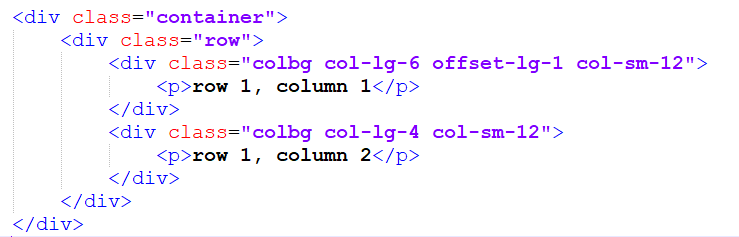 <div class="container">
    <div class="row">
        <div class="colbg col-lg-6 offset-lg-1 col-sm-12">
            <p>row 1, column 1</p>
        </div>
        <div class="colbg col-lg-4 col-sm-12">
            <p>row 1, column 2</p>
        </div>
    </div>
</div>